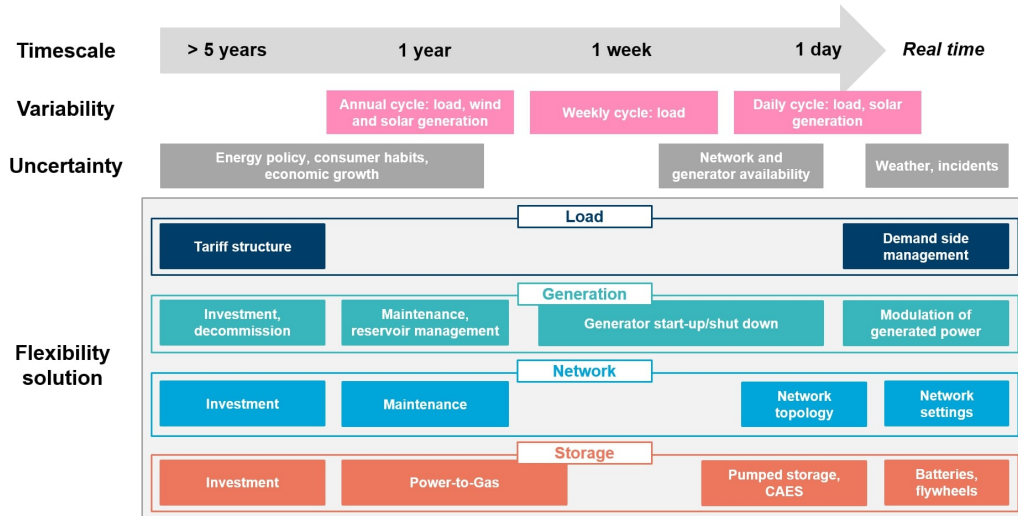 Timescale
> 5 years
1 year
1 week
1 day
Real time
Variability
Annual cycle: load, wind
and solar generation
Weekly cycle: load
Daily cycle: load, solar
generation
Uncertainty
Energy policy, consumer habits,
economic growth
Network and
generator availability
Weather, incidents
Flexibility
solution
Load
Tariff structure
Demand side
management
Generation
Investment,
decommission
Maintenance,
reservoir management
Generator start-up/shut down
Modulation of
generated power
Network
Investment
Maintenance
Network
topology
Network
settings
Storage
Investment
Power-to-Gas
Pumped storage,
CAES
Batteries,
flywheels